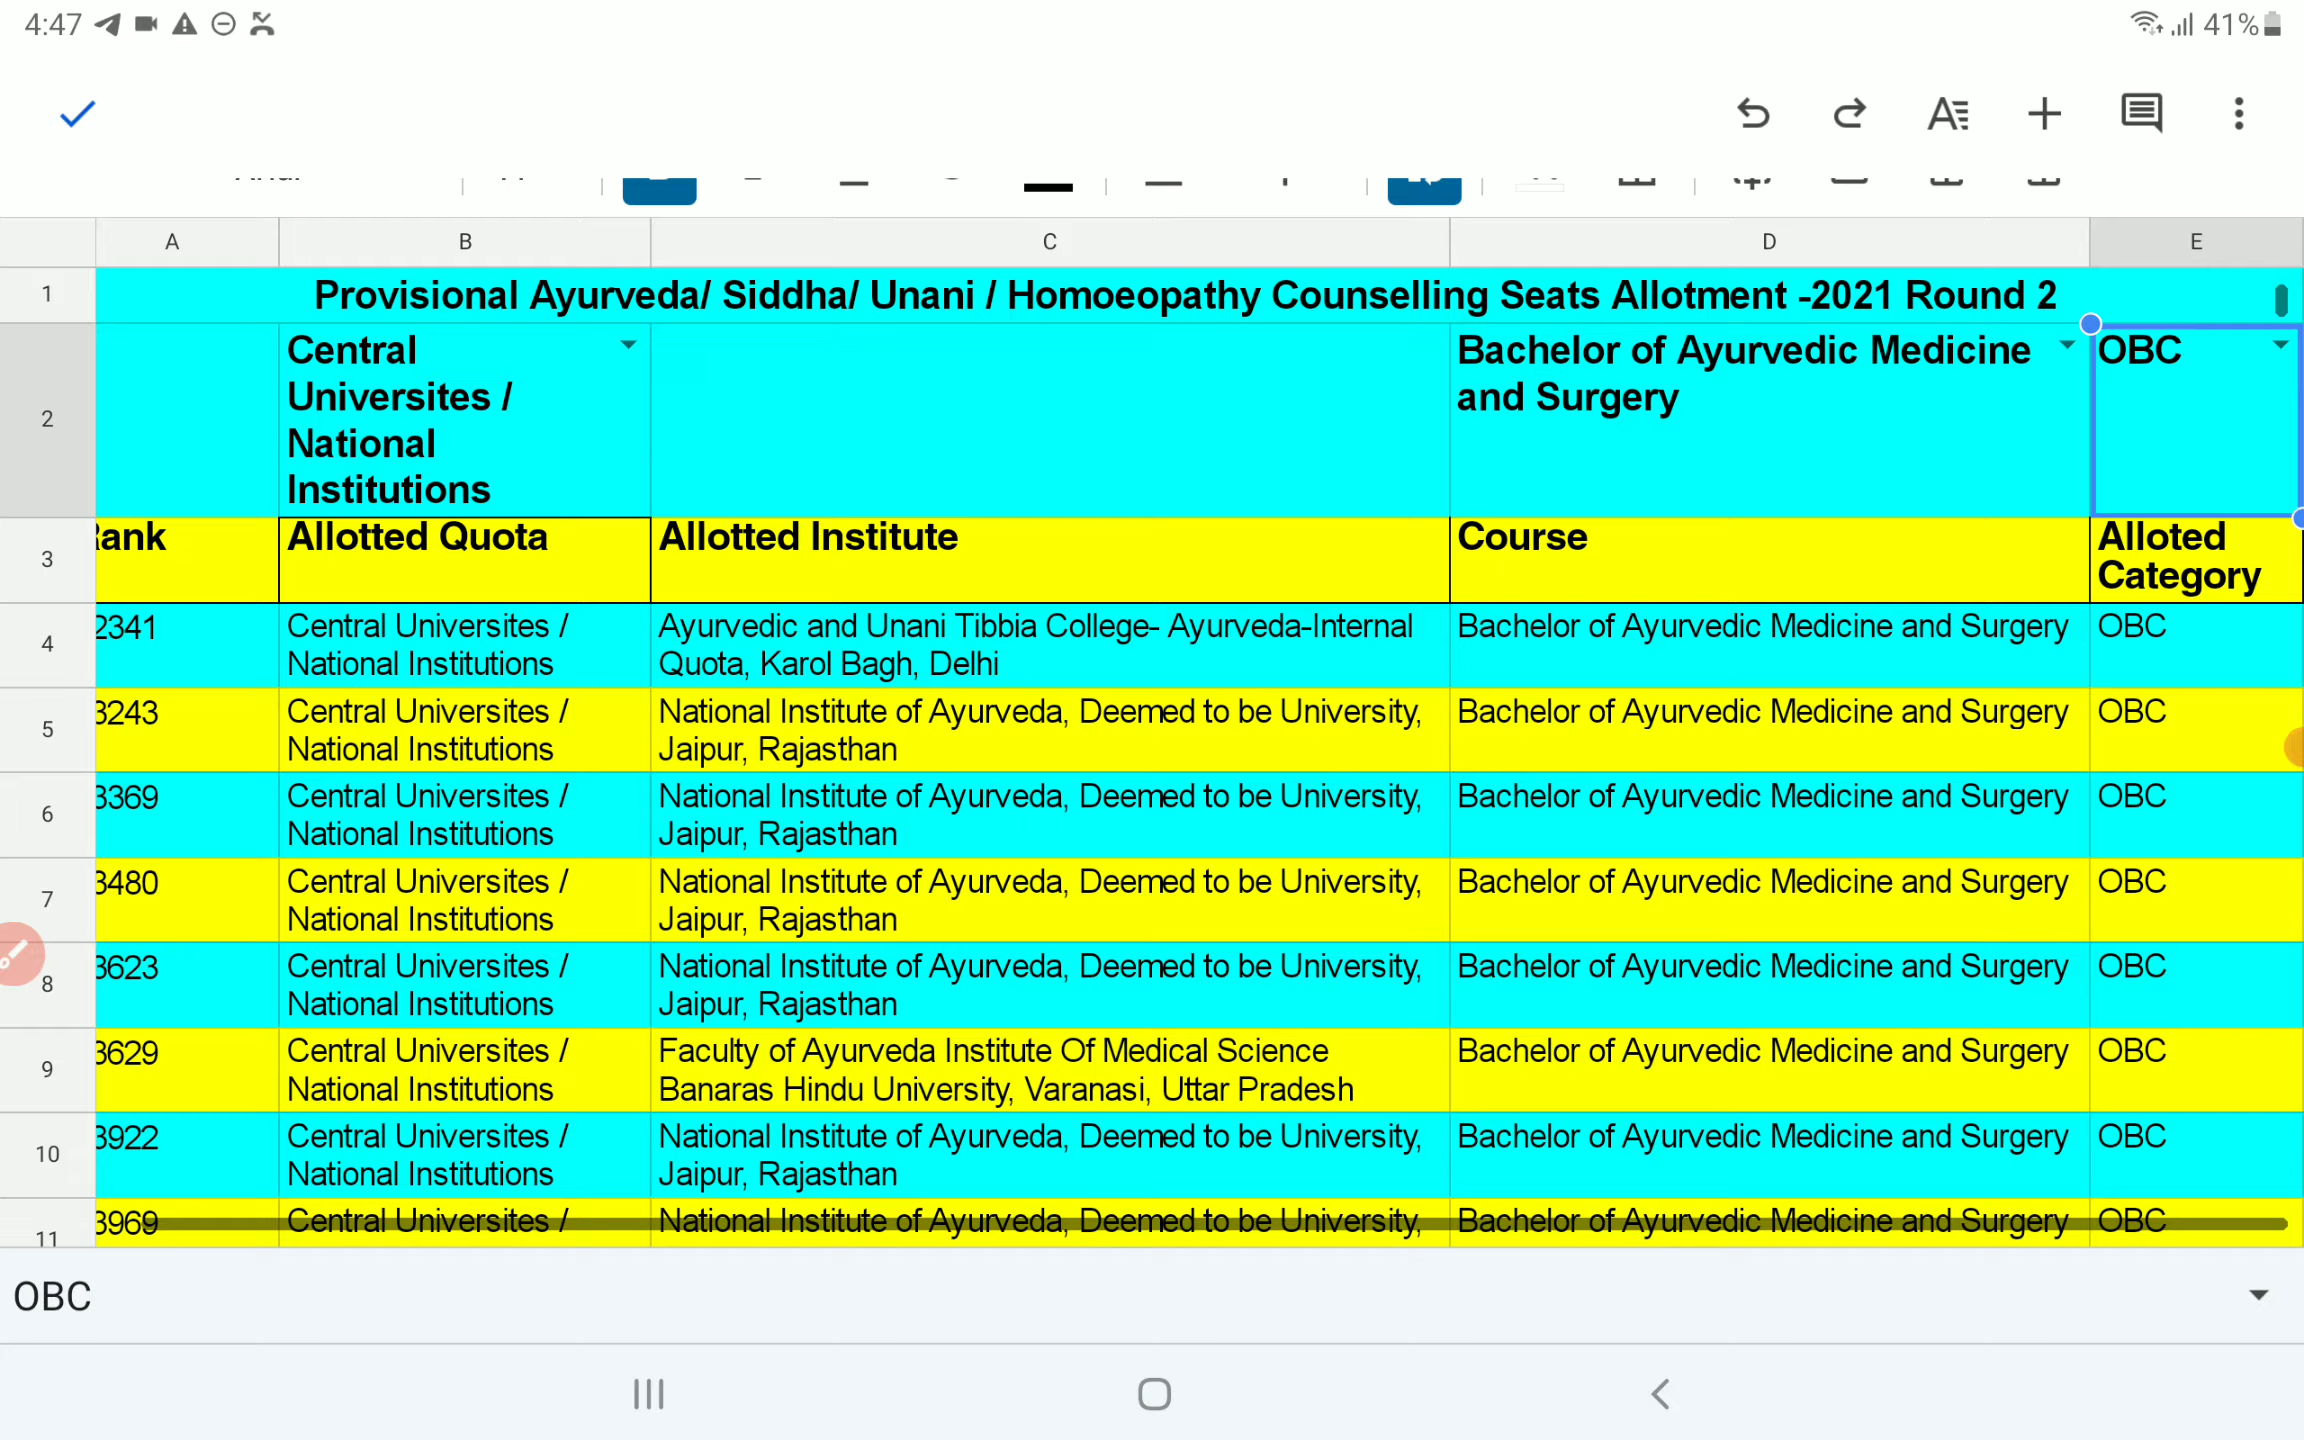 4:47 41%
A B C D E
1 Provisional Ayurveda/ Siddha/ Unani / Homoeopathy Counselling Seats Allotment -2021 Round 2
2 Central Universites / National Institutions Bachelor of Ayurvedic Medicine and Surgery OBC
3 ank Allotted Quota Allotted Institute Course Alloted Category
4 2341 Central Universities / National Institutions Ayurvedic and Unani Tibbia College- Ayurveda-Internal Quota, Karol Bagh, Delhi Bachelor of Ayurvedic Medicine and Surgery OBC
5 3243 Central Universities / National Institutions National Institute of Ayurveda, Deemed to be University, Jaipur, Rajasthan Bachelor of Ayurvedic Medicine and Surgery OBC
6 3369 Central Universities / National Institutions National Institute of Ayurveda, Deemed to be University, Jaipur, Rajasthan Bachelor of Ayurvedic Medicine and Surgery OBC
7 3480 Central Universities / National Institutions National Institute of Ayurveda, Deemed to be University, Jaipur, Rajasthan Bachelor of Ayurvedic Medicine and Surgery OBC
8 3623 Central Universities / National Institutions National Institute of Ayurveda, Deemed to be University, Jaipur, Rajasthan Bachelor of Ayurvedic Medicine and Surgery OBC
9 3629 Central Universities / National Institutions Faculty of Ayurveda Institute Of Medical Science Banaras Hindu University, Varanasi, Uttar Pradesh Bachelor of Ayurvedic Medicine and Surgery OBC
10 3922 Central Universities / National Institutions National Institute of Ayurveda, Deemed to be University, Jaipur, Rajasthan Bachelor of Ayurvedic Medicine and Surgery OBC
11 3969 Central Universities / National Institute of Ayurveda, Deemed to be University, Bachelor of Ayurvedic Medicine and Surgery OBC
OBC